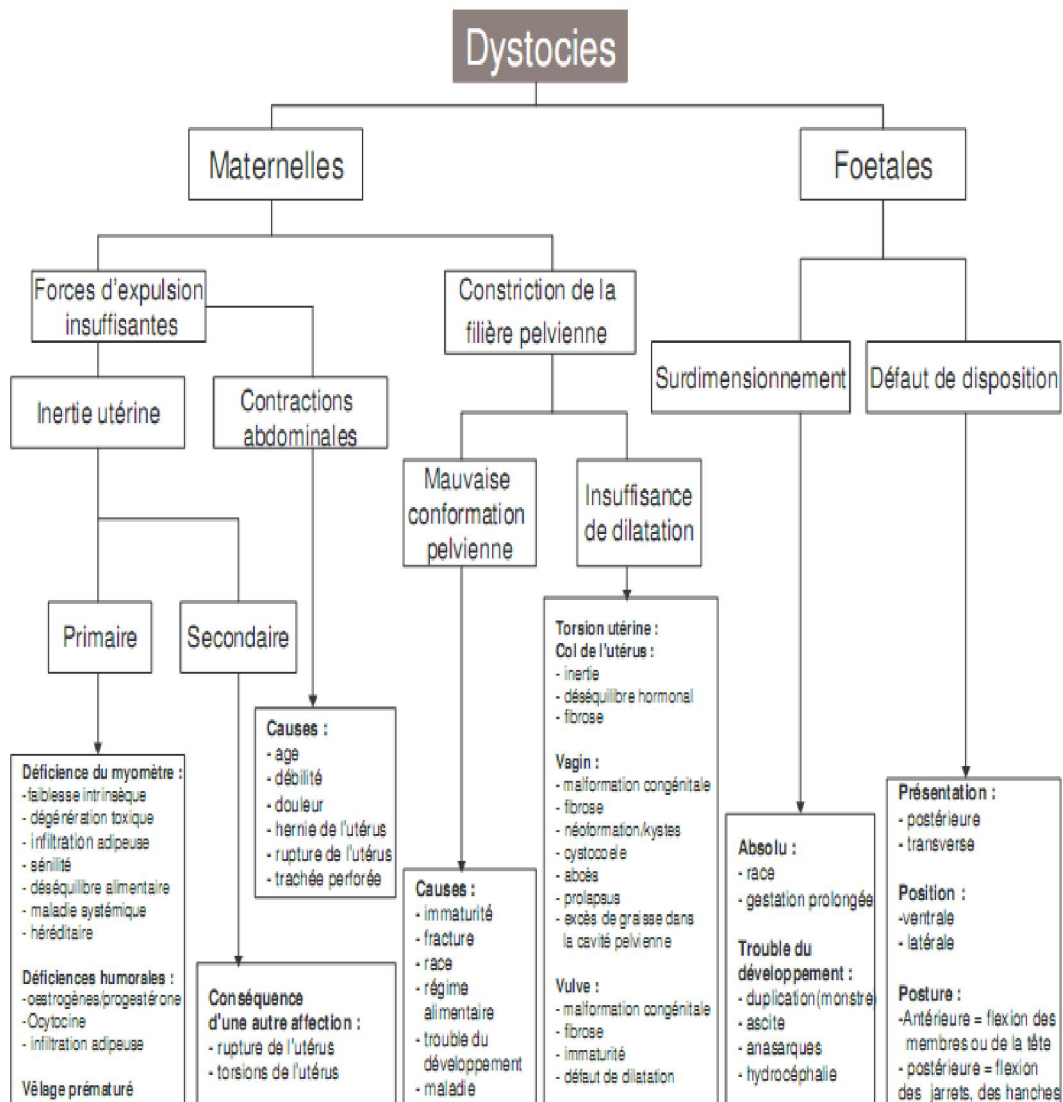 Dystocies
Maternelles
Foetales
Forces d'expulsion
insuffisantes
Constriction de la
filière pelvienne
Surdimensionnement
Défaut de disposition
Inertie utérine
Contractions
abdominales
Mauvaise
conformation
pelvienne
Insuffisance
de dilatation
Primaire
Secondaire
Déficience du myomètre :
-faiblesse intrinsèque
- dégénération toxique
- infiltration adipeuse
- sénilité
- déséquilibre alimentaire
- maladie systémique
- héréditaire
Déficiences humorales :
-oestrogènes/progestérone
-Ocytocine
- infiltration adipeuse
Vêlage prématuré
Conséquence
d'une autre affection :
- rupture de l'utérus
- torsions de l'utérus
Causes :
- age
- débilité
- douleur
- hernie de l'utérus
- rupture de l'utérus
- trachée perforée
Causes :
- immaturité
- fracture
- race
- régime
alimentaire
- trouble du
développement
- maladie
Torsion utérine :
Col de l'utérus :
- inertie
- déséquilibre hormonal
- fibrose
Vagin :
- malformation congénitale
- fibrose
- néoformation/kystes
- cystocoele
- abcès
- prolapsus
- excès de graisse dans
la cavité pelvienne
Vulve :
- malformation congénitale
- fibrose
- immaturité
- défaut de dilatation
Absolu :
- race
- gestation prolongée
Trouble du
développement :
- duplication(monstre)
- ascite
- anasarques
- hydrocéphalie
Présentation :
- postérieure
- transverse
Position :
-ventrale
- latérale
Posture :
-Antérieure = flexion des
membres ou de la tête
- postérieure = flexion
des jarrets, des hanches